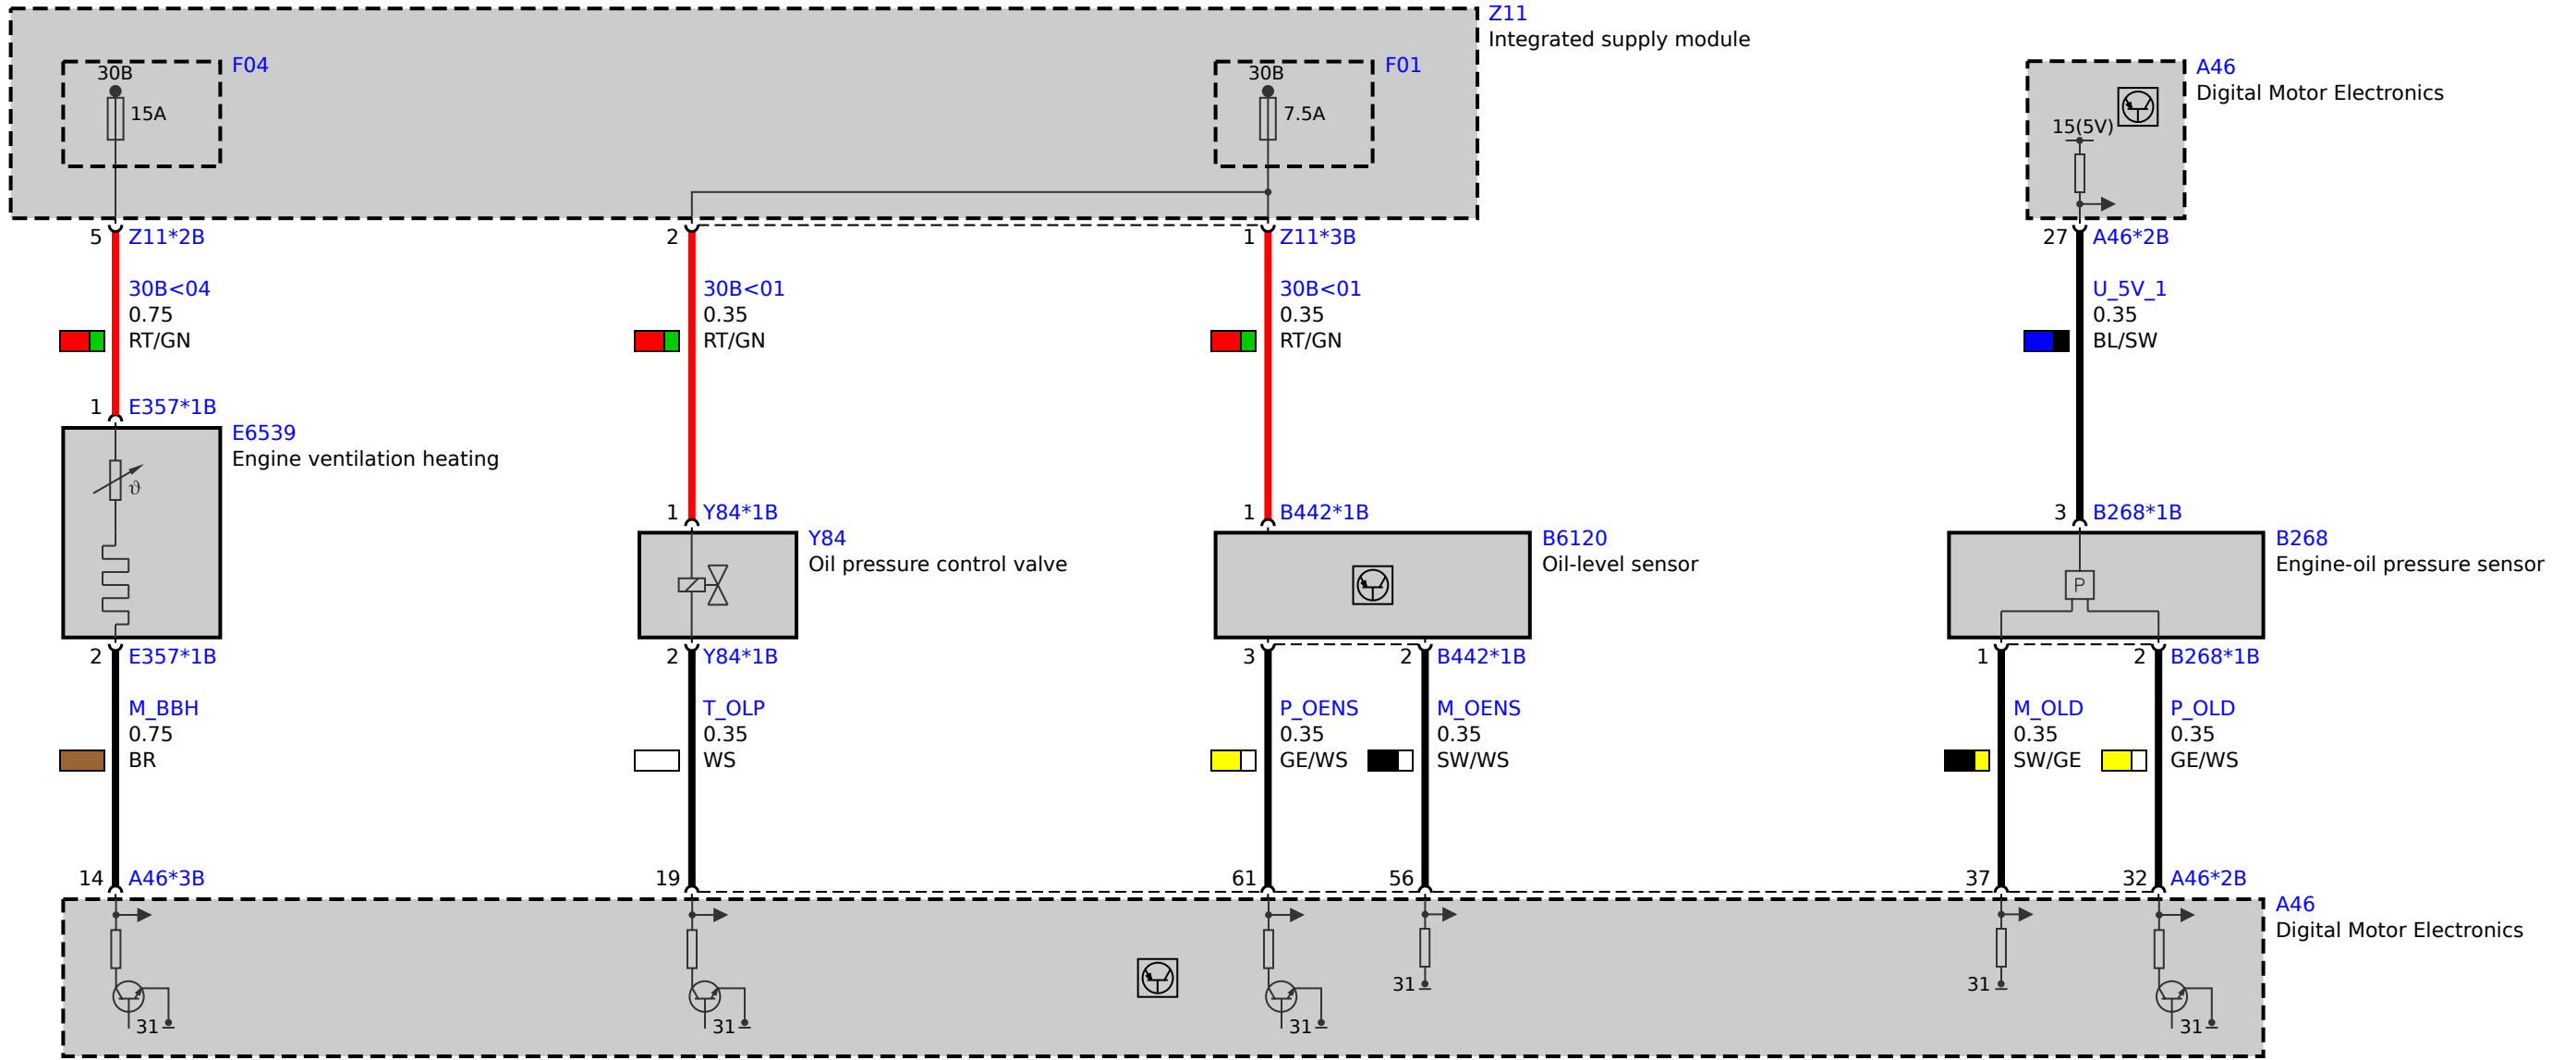 Z11
Integrated supply module
F04
30B
15A
F01
30B
7.5A
A46
Digital Motor Electronics
15(5V)
5 Z11*2B
2
1 Z11*3B
27 A46*2B
30B<04
0.75
RT/GN
30B<01
0.35
RT/GN
30B<01
0.35
RT/GN
U_5V_1
0.35
BL/SW
1 E357*1B
E6539
Engine ventilation heating
ϑ
1 Y84*1B
Y84
Oil pressure control valve
1 B442*1B
B6120
Oil-level sensor
3 B268*1B
B268
Engine-oil pressure sensor
P
2 E357*1B
2 Y84*1B
3
2 B442*1B
1
2 B268*1B
M_BBH
0.75
BR
T_OLP
0.35
WS
P_OENS
0.35
GE/WS
M_OENS
0.35
SW/WS
M_OLD
0.35
SW/GE
P_OLD
0.35
GE/WS
14 A46*3B
19
61
56
37
32 A46*2B
A46
Digital Motor Electronics
31
31
31
31
31
31